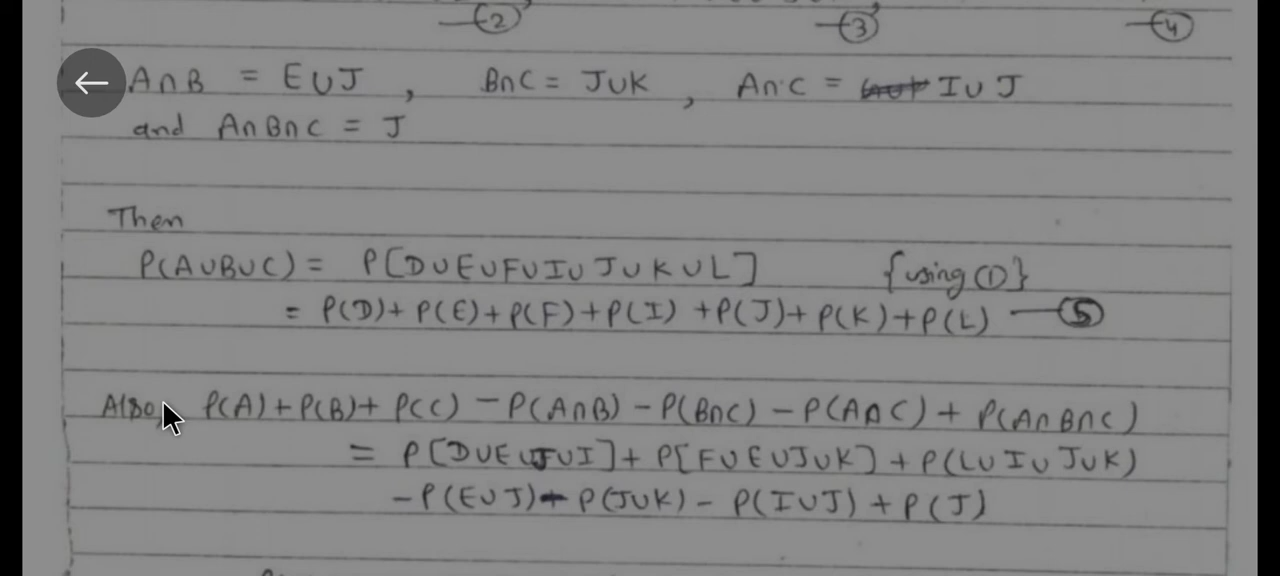 —②  —③  —④
A∩B = E∪J , B∩C = J∪K , A∩C = I∪J
and A∩B∩C = J
Then
P(A∪B∪C) = P[D∪E∪F∪I∪J∪K∪L] {using ①}
= P(D)+P(E)+P(F)+P(I)+P(J)+P(K)+P(L) —⑤
Also, P(A)+P(B)+P(C)-P(A∩B)-P(B∩C)-P(A∩C)+P(A∩B∩C)
= P[D∪E∪J∪I]+P[F∪E∪J∪K]+P(L∪I∪J∪K)
-P(E∪J)-P(J∪K)-P(I∪J)+P(J)